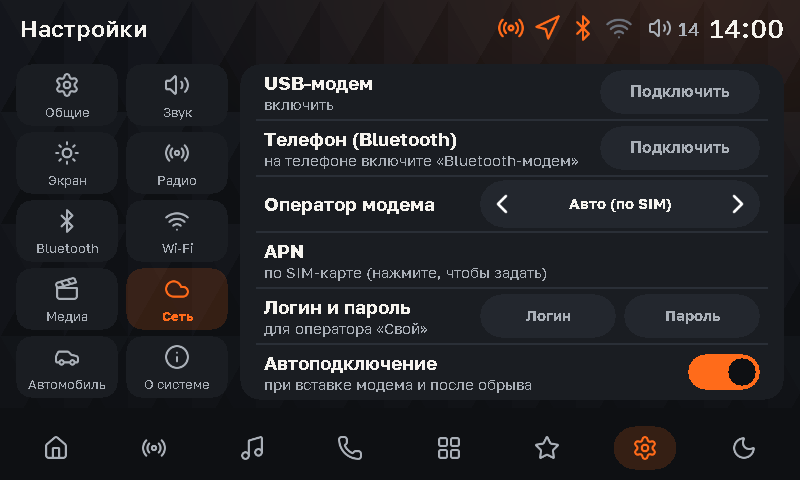 Настройки
14
14:00
Общие
Звук
Экран
Радио
Bluetooth
Wi-Fi
Медиа
Сеть
Автомобиль
О системе
USB-модем
включить
Подключить
Телефон (Bluetooth)
на телефоне включите «Bluetooth-модем»
Подключить
Оператор модема
Авто (по SIM)
APN
по SIM-карте (нажмите, чтобы задать)
Логин и пароль
для оператора «Свой»
Логин
Пароль
Автоподключение
при вставке модема и после обрыва